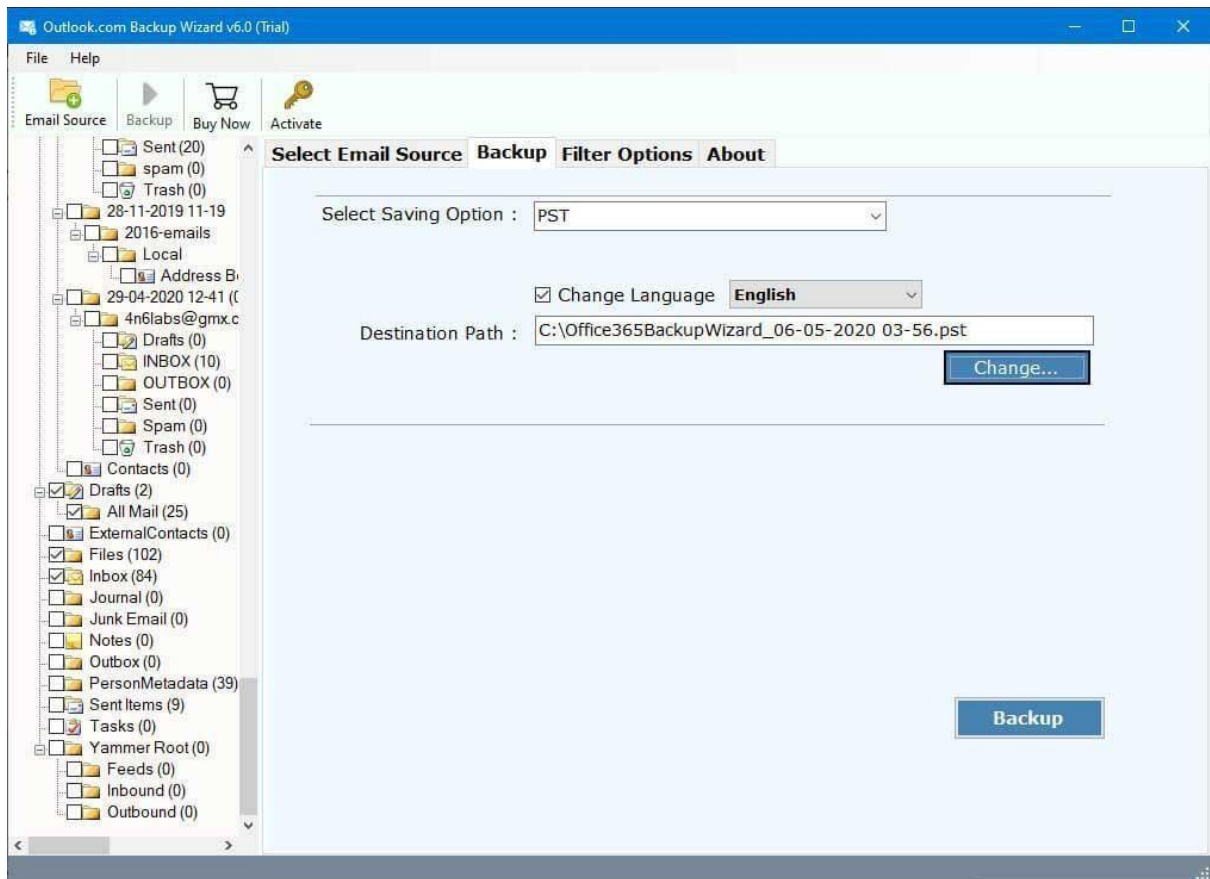 Outlook.com Backup Wizard v6.0 (Trial)
File Help
Email Source Backup Buy Now Activate
Sent (20)
spam (0)
Trash (0)
28-11-2019 11-19
2016-emails
Local
Address B
29-04-2020 12-41 (0
4n6labs@gmx.c
Drafts (0)
INBOX (10)
OUTBOX (0)
Sent (0)
Spam (0)
Trash (0)
Contacts (0)
Drafts (2)
All Mail (25)
ExternalContacts (0)
Files (102)
Inbox (84)
Journal (0)
Junk Email (0)
Notes (0)
Outbox (0)
PersonMetadata (39)
Sent Items (9)
Tasks (0)
Yammer Root (0)
Feeds (0)
Inbound (0)
Outbound (0)
Select Email Source Backup Filter Options About
Select Saving Option : PST
Change Language English
Destination Path : C:\Office365BackupWizard_06-05-2020 03-56.pst
Change...
Backup